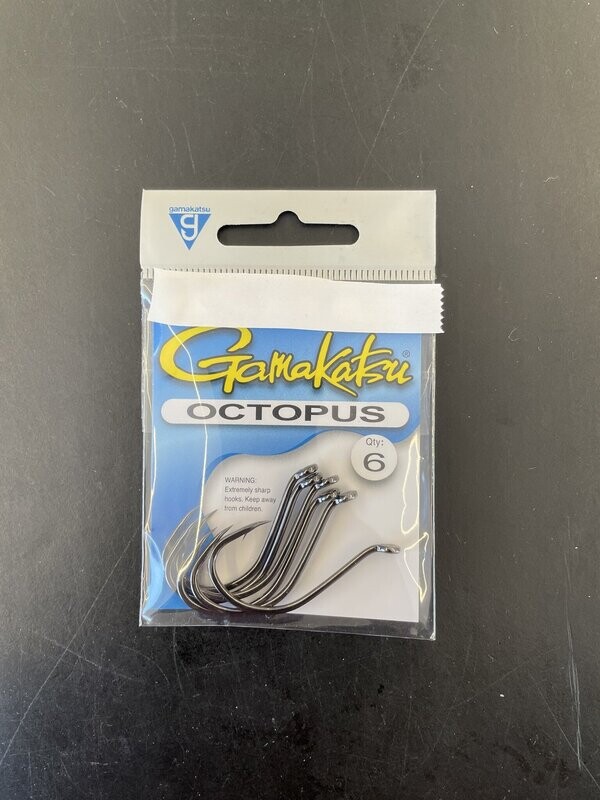 gamakatsu
g
Gamakatsu®
OCTOPUS
Qty:
6
WARNING:
Extremely sharp
hooks. Keep away
from children.